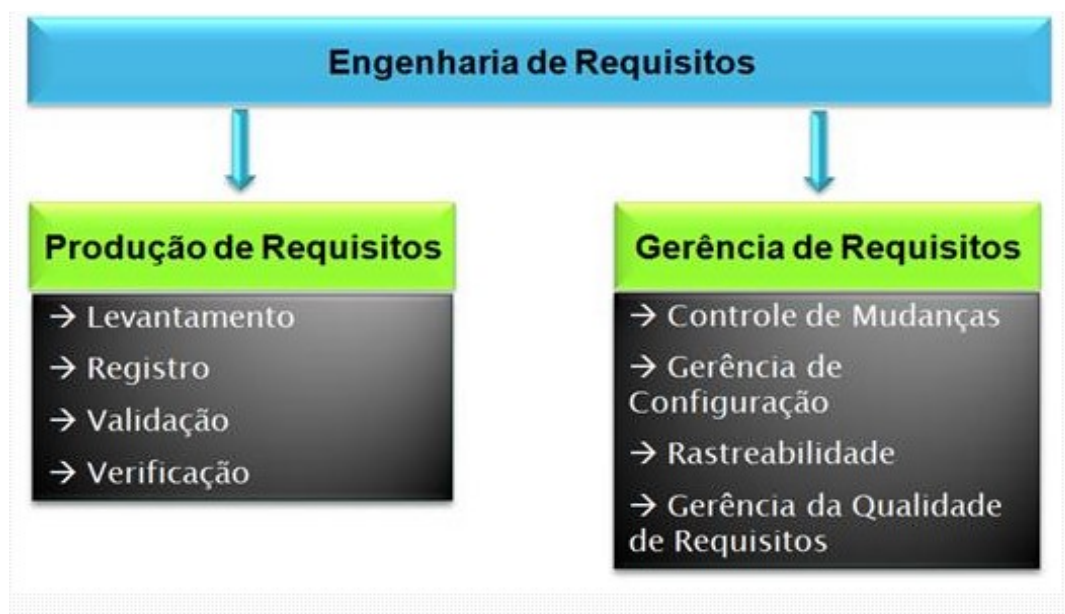 Engenharia de Requisitos
Produção de Requisitos
→ Levantamento
→ Registro
→ Validação
→ Verificação
Gerência de Requisitos
→ Controle de Mudanças
→ Gerência de
Configuração
→ Rastreabilidade
→ Gerência da Qualidade
de Requisitos